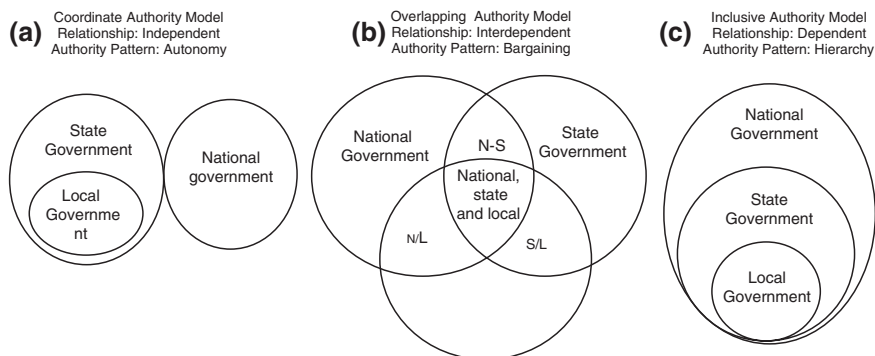 (a)
Coordinate Authority Model
Relationship: Independent
Authority Pattern: Autonomy
State
Government
Local
Governme
nt
National
government
(b)
Overlapping Authority Model
Relationship: Interdependent
Authority Pattern: Bargaining
National
Government
N-S
State
Government
National,
state
and local
N/L
S/L
(c)
Inclusive Authority Model
Relationship: Dependent
Authority Pattern: Hierarchy
National
Government
State
Government
Local
Government